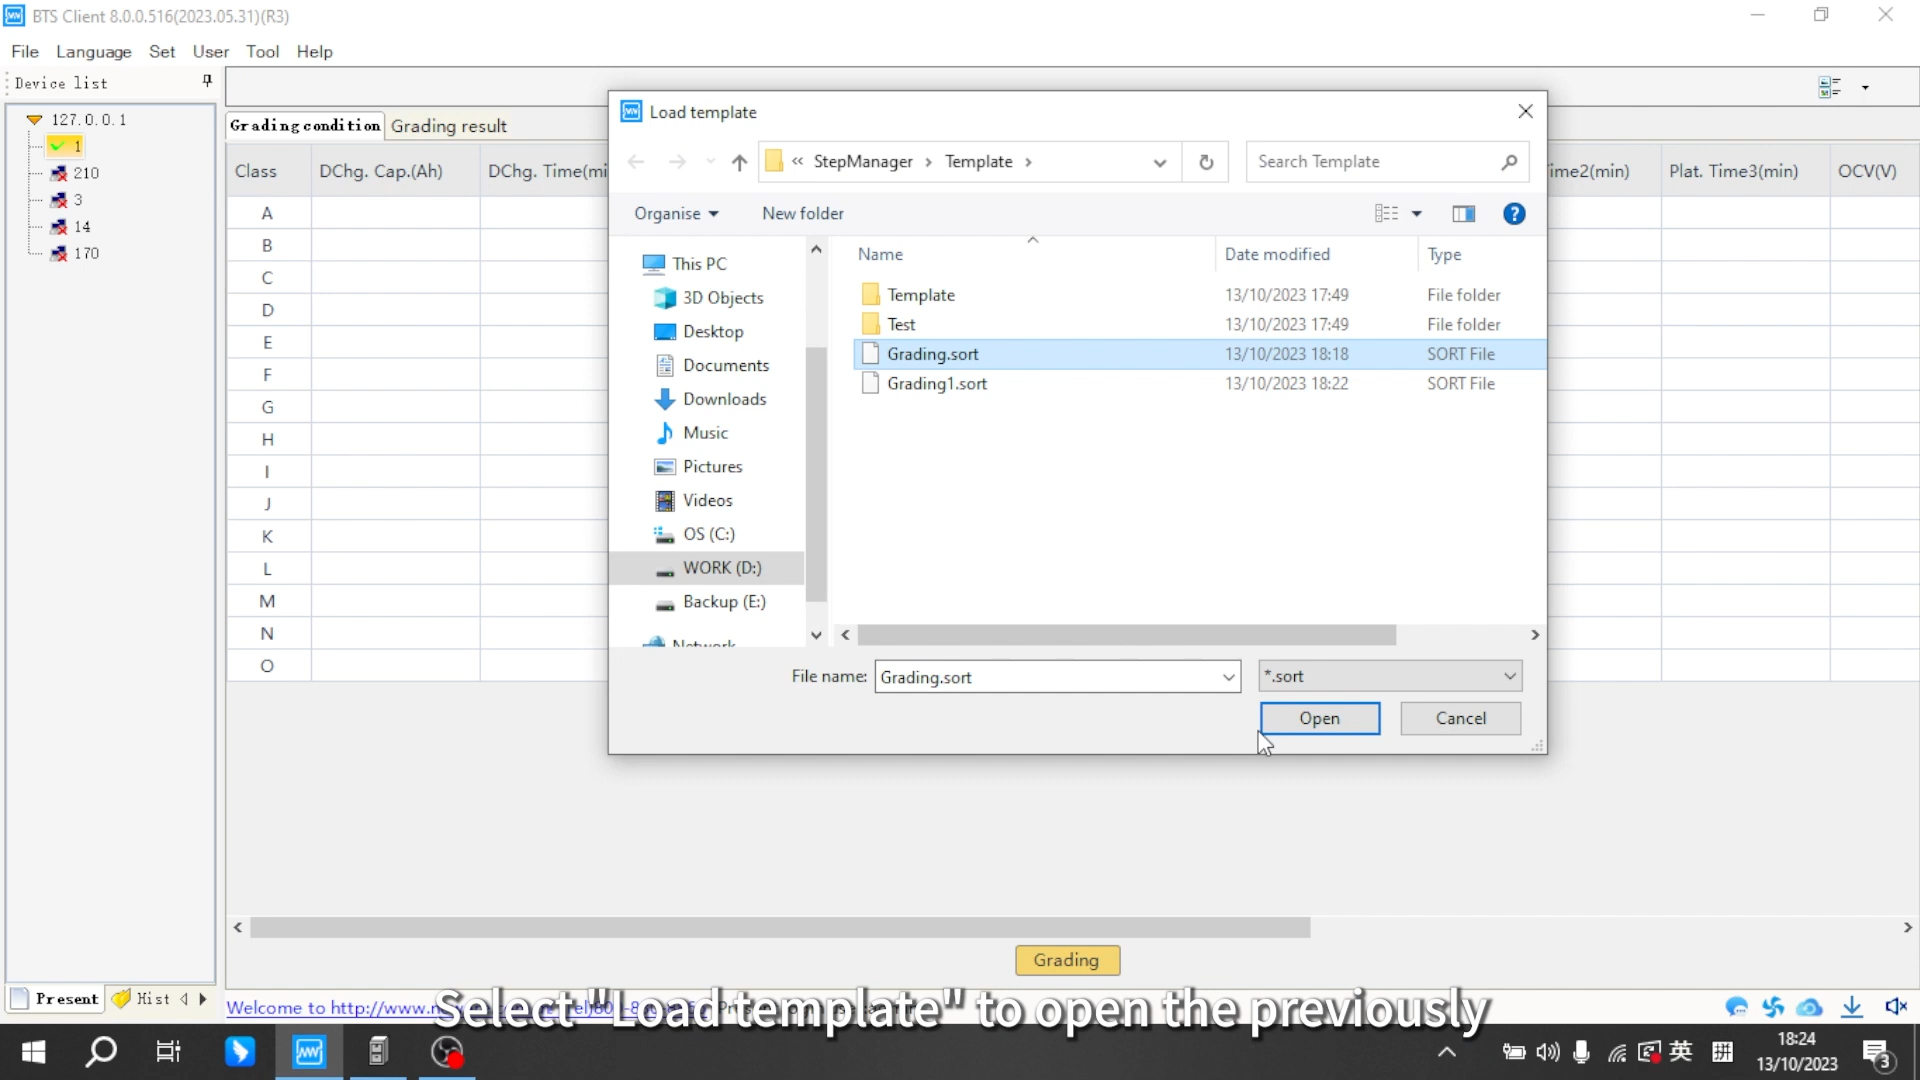 BTS Client 8.0.0.516(2023.05.31)(R3)
File Language Set User Tool Help
Device list
127.0.0.1
1
210
3
14
170
Grading condition Grading result
Class DChg. Cap.(Ah) DChg. Time(mi ime2(min) Plat. Time3(min) OCV(V)
A
B
C
D
E
F
G
H
I
J
K
L
M
N
O
Load template
« StepManager › Template ›
Search Template
Organise New folder
This PC
3D Objects
Desktop
Documents
Downloads
Music
Pictures
Videos
OS (C:)
WORK (D:)
Backup (E:)
Network
Name Date modified Type
Template 13/10/2023 17:49 File folder
Test 13/10/2023 17:49 File folder
Grading.sort 13/10/2023 18:18 SORT File
Grading1.sort 13/10/2023 18:22 SORT File
File name: Grading.sort *.sort
Open Cancel
Grading
Present Hist
Welcome to http://www.n
Select "Load template" to open the previously
英 拼
18:24
13/10/2023
3